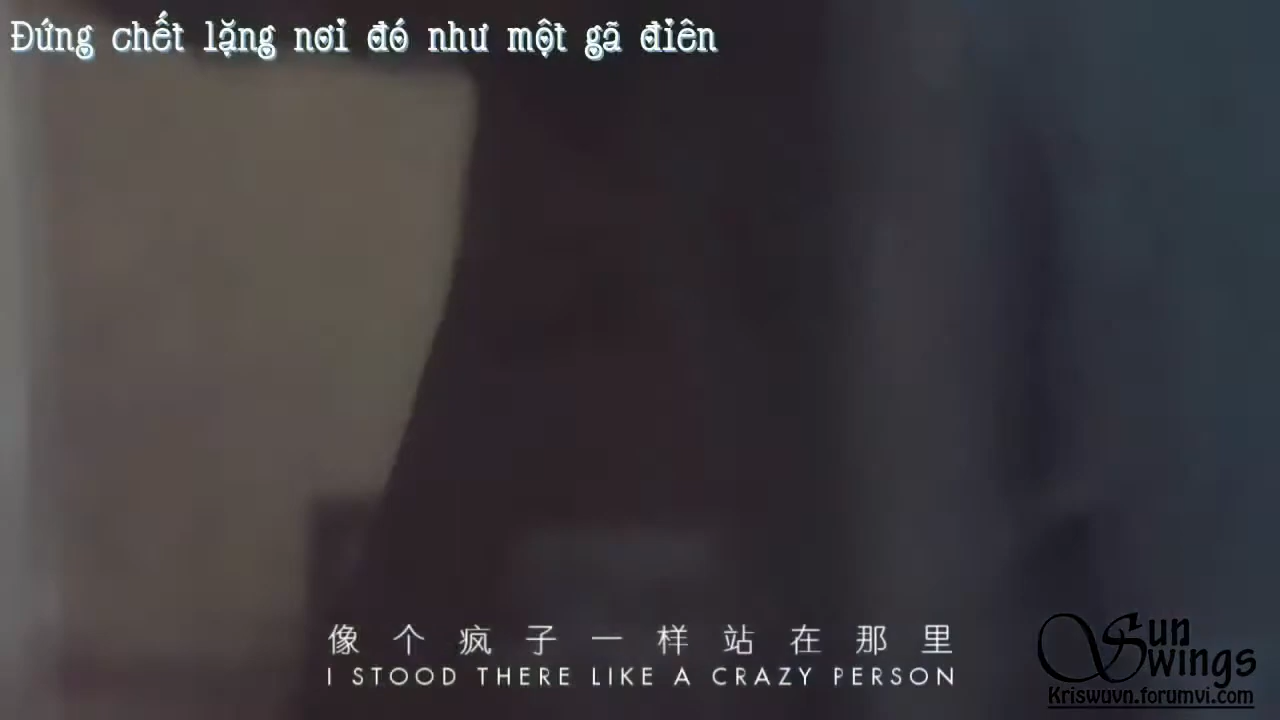 Đứng chết lặng nơi đó như một gã điên
像个疯子一样站在那里
I STOOD THERE LIKE A CRAZY PERSON
Sun
Wings
Kriswuvn.forumvi.com